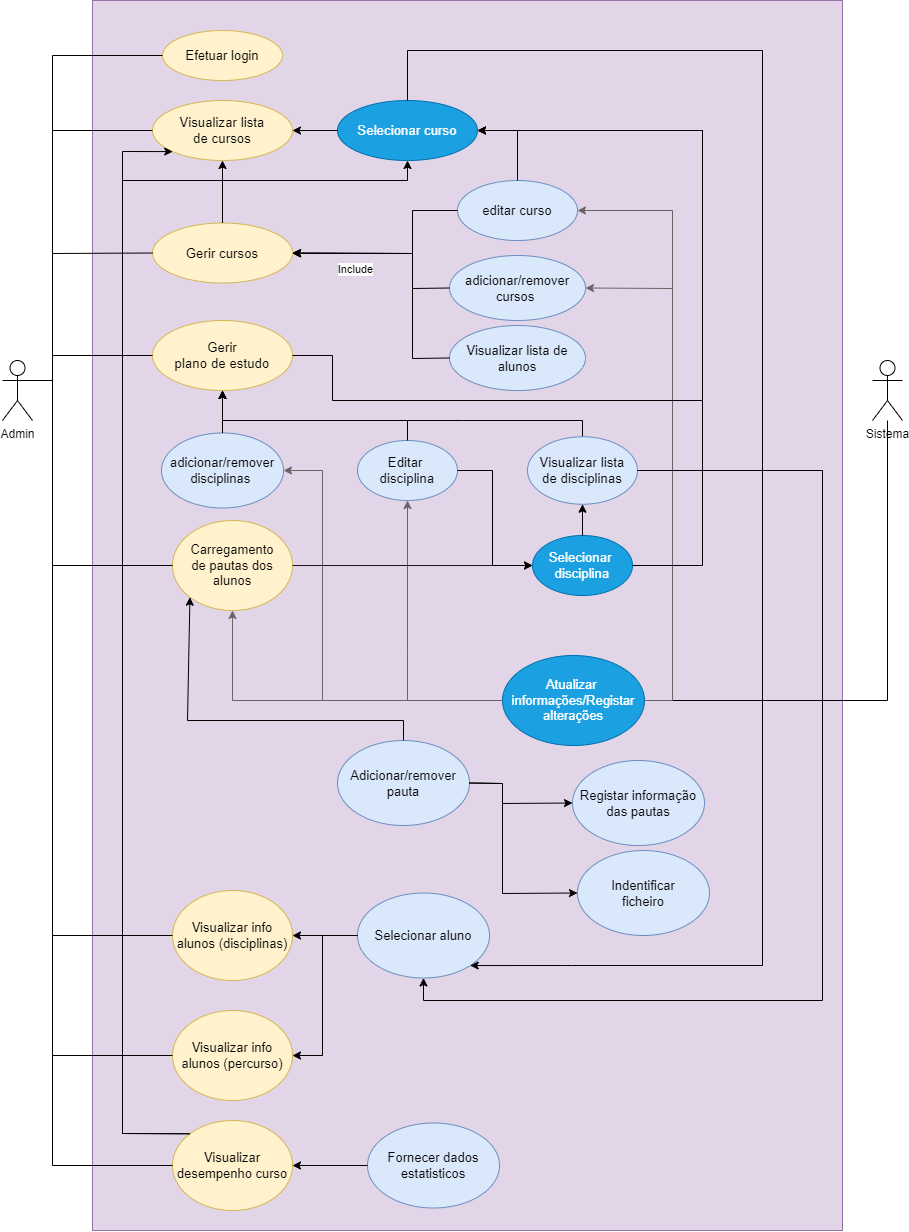 Efetuar login
Visualizar lista
de cursos
Selecionar curso
editar curso
Gerir cursos
Include
adicionar/remover
cursos
Gerir
plano de estudo
Visualizar lista de
alunos
Admin
Sistema
adicionar/remover
disciplinas
Editar
disciplina
Visualizar lista
de disciplinas
Carregamento
de pautas dos
alunos
Selecionar
disciplina
Atualizar
informações/Registar
alterações
Adicionar/remover
pauta
Registar informação
das pautas
Indentificar
ficheiro
Visualizar info
alunos (disciplinas)
Selecionar aluno
Visualizar info
alunos (percurso)
Visualizar
desempenho curso
Fornecer dados
estatisticos